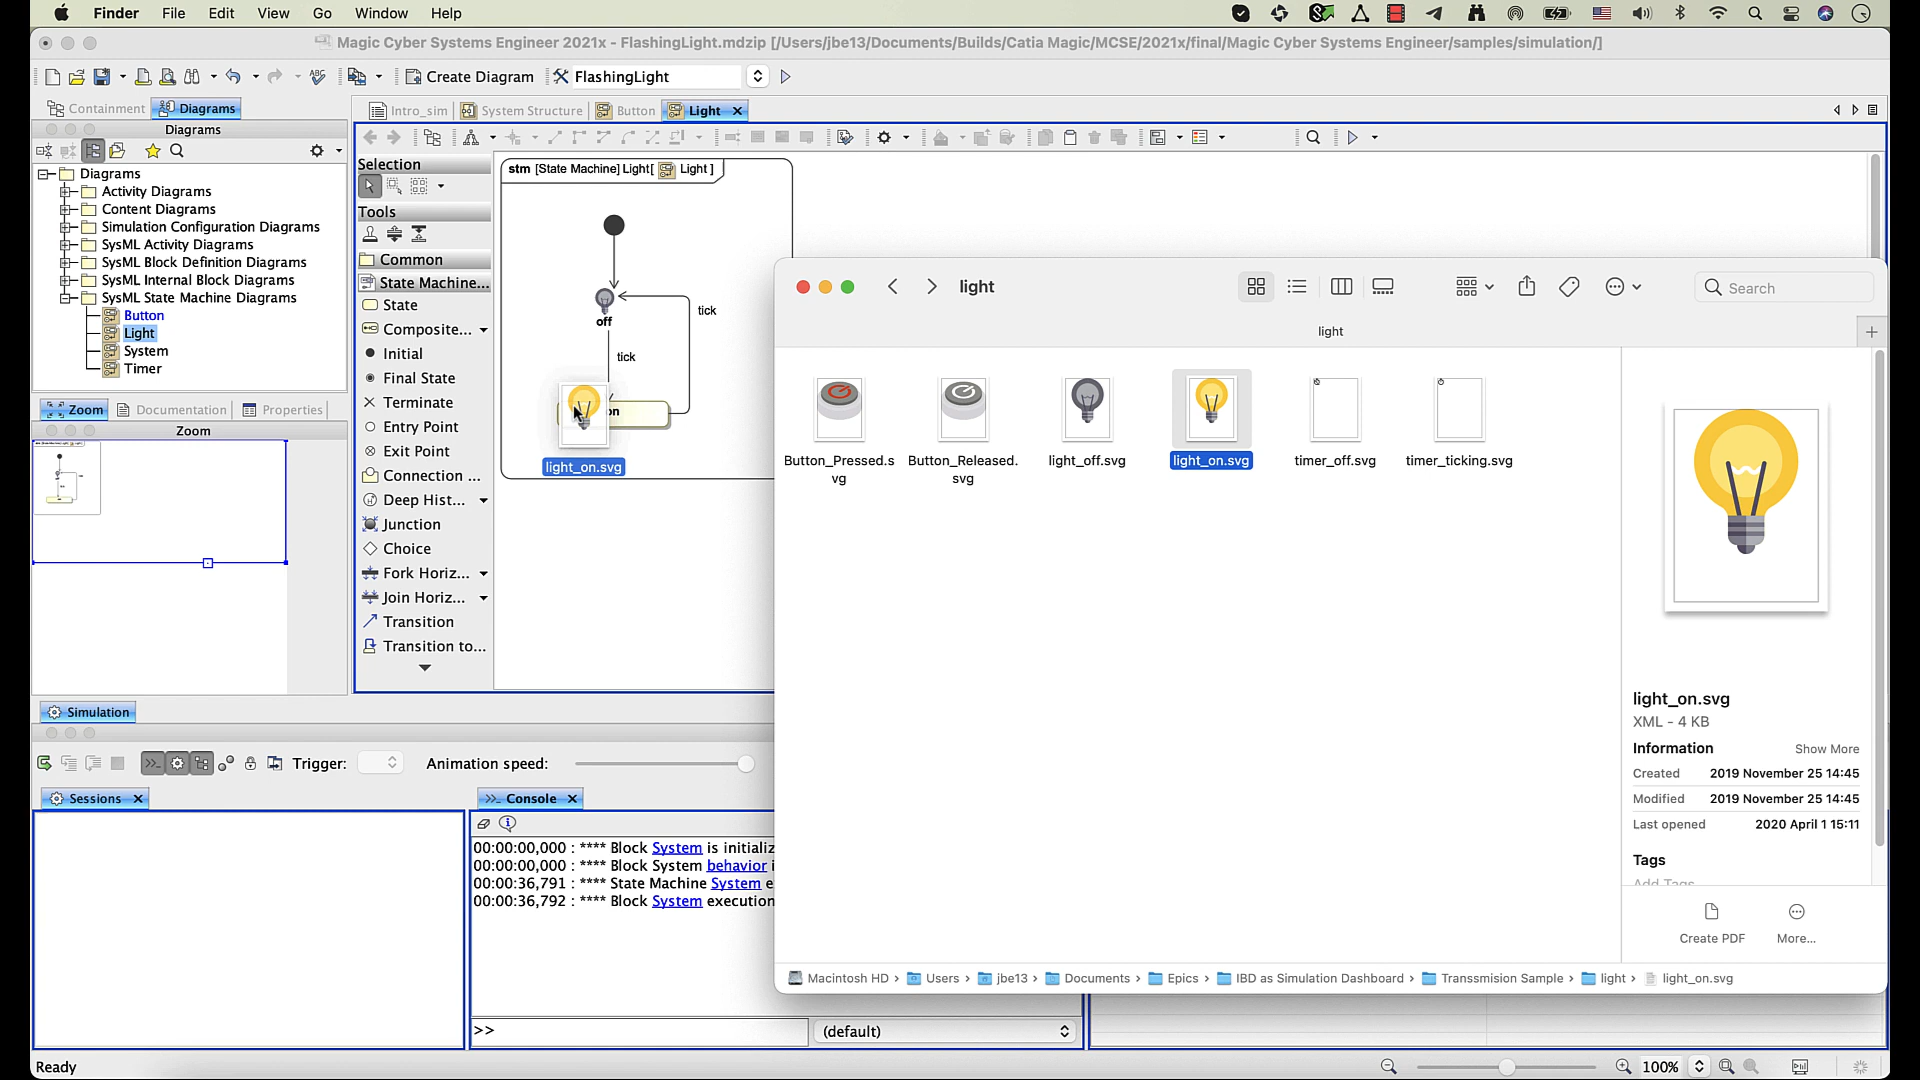 Finder File Edit View Go Window Help
Magic Cyber Systems Engineer 2021x - FlashingLight.mdzip [/Users/jbe13/Documents/Builds/Catia Magic/MCSE/2021x/final/Magic Cyber Systems Engineer/samples/simulation/]
Create Diagram FlashingLight
Containment Diagrams
Diagrams
Diagrams
Activity Diagrams
Content Diagrams
Simulation Configuration Diagrams
SysML Activity Diagrams
SysML Block Definition Diagrams
SysML Internal Block Diagrams
SysML State Machine Diagrams
Button
Light
System
Timer
Zoom Documentation Properties
Zoom
Intro_sim System Structure Button Light
Selection
Tools
Common
State Machine...
State
Composite...
Initial
Final State
Terminate
Entry Point
Exit Point
Connection ...
Deep Hist...
Junction
Choice
Fork Horiz...
Join Horiz...
Transition
Transition to...
stm [State Machine] Light[ Light ]
off
tick
tick
on
light_on.svg
light
Search
light
Button_Pressed.s
vg
Button_Released.
svg
light_off.svg
light_on.svg
timer_off.svg
timer_ticking.svg
light_on.svg
XML - 4 KB
Information Show More
Created 2019 November 25 14:45
Modified 2019 November 25 14:45
Last opened 2020 April 1 15:11
Tags
Add Tags
Create PDF More...
Macintosh HD › Users › jbe13 › Documents › Epics › IBD as Simulation Dashboard › Transsmision Sample › light › light_on.svg
Simulation
Trigger: Animation speed:
Sessions
Console
00:00:00,000 : **** Block System is initializ
00:00:00,000 : **** Block System behavior i
00:00:36,791 : **** State Machine System e
00:00:36,792 : **** Block System execution
>> (default)
Ready 100%